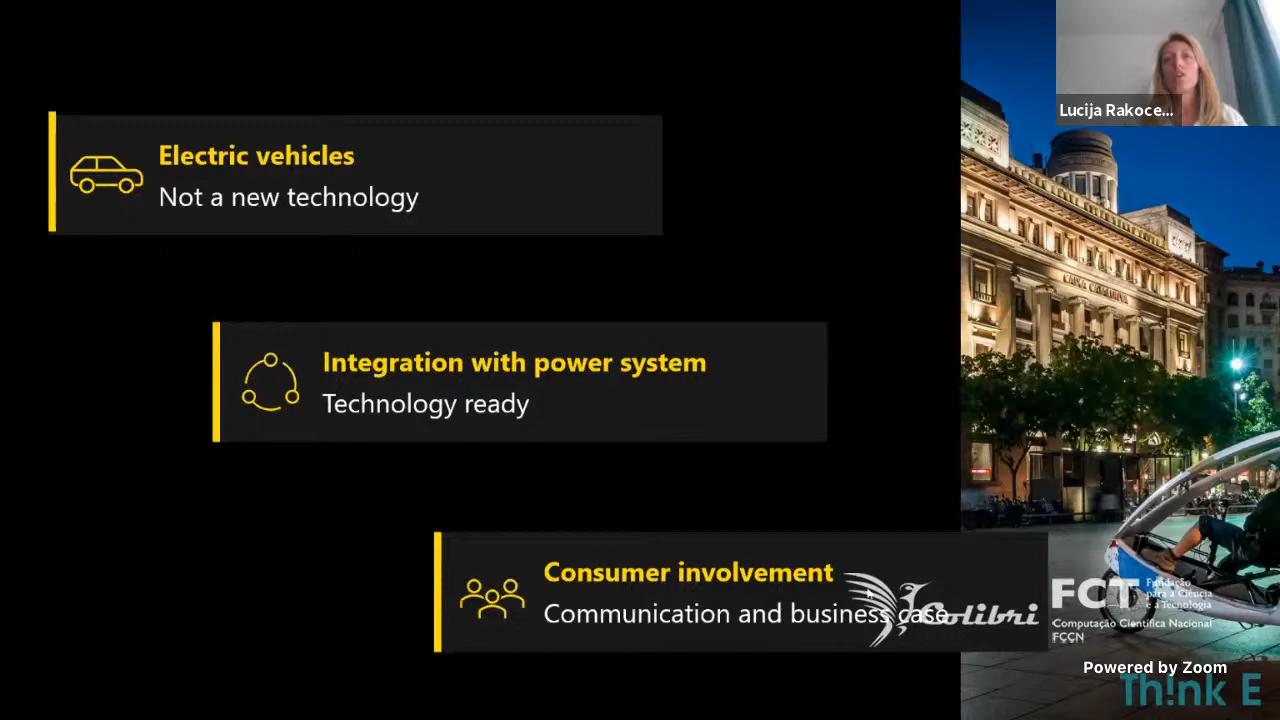 Electric vehicles
Not a new technology
Integration with power system
Technology ready
Consumer involvement
Communication and business case
Lucija Rakoce...
Colibri
FCT Fundação
para a Ciência
e a Tecnologia
Computação Científica Nacional
FCCN
Powered by Zoom
Th!nk E